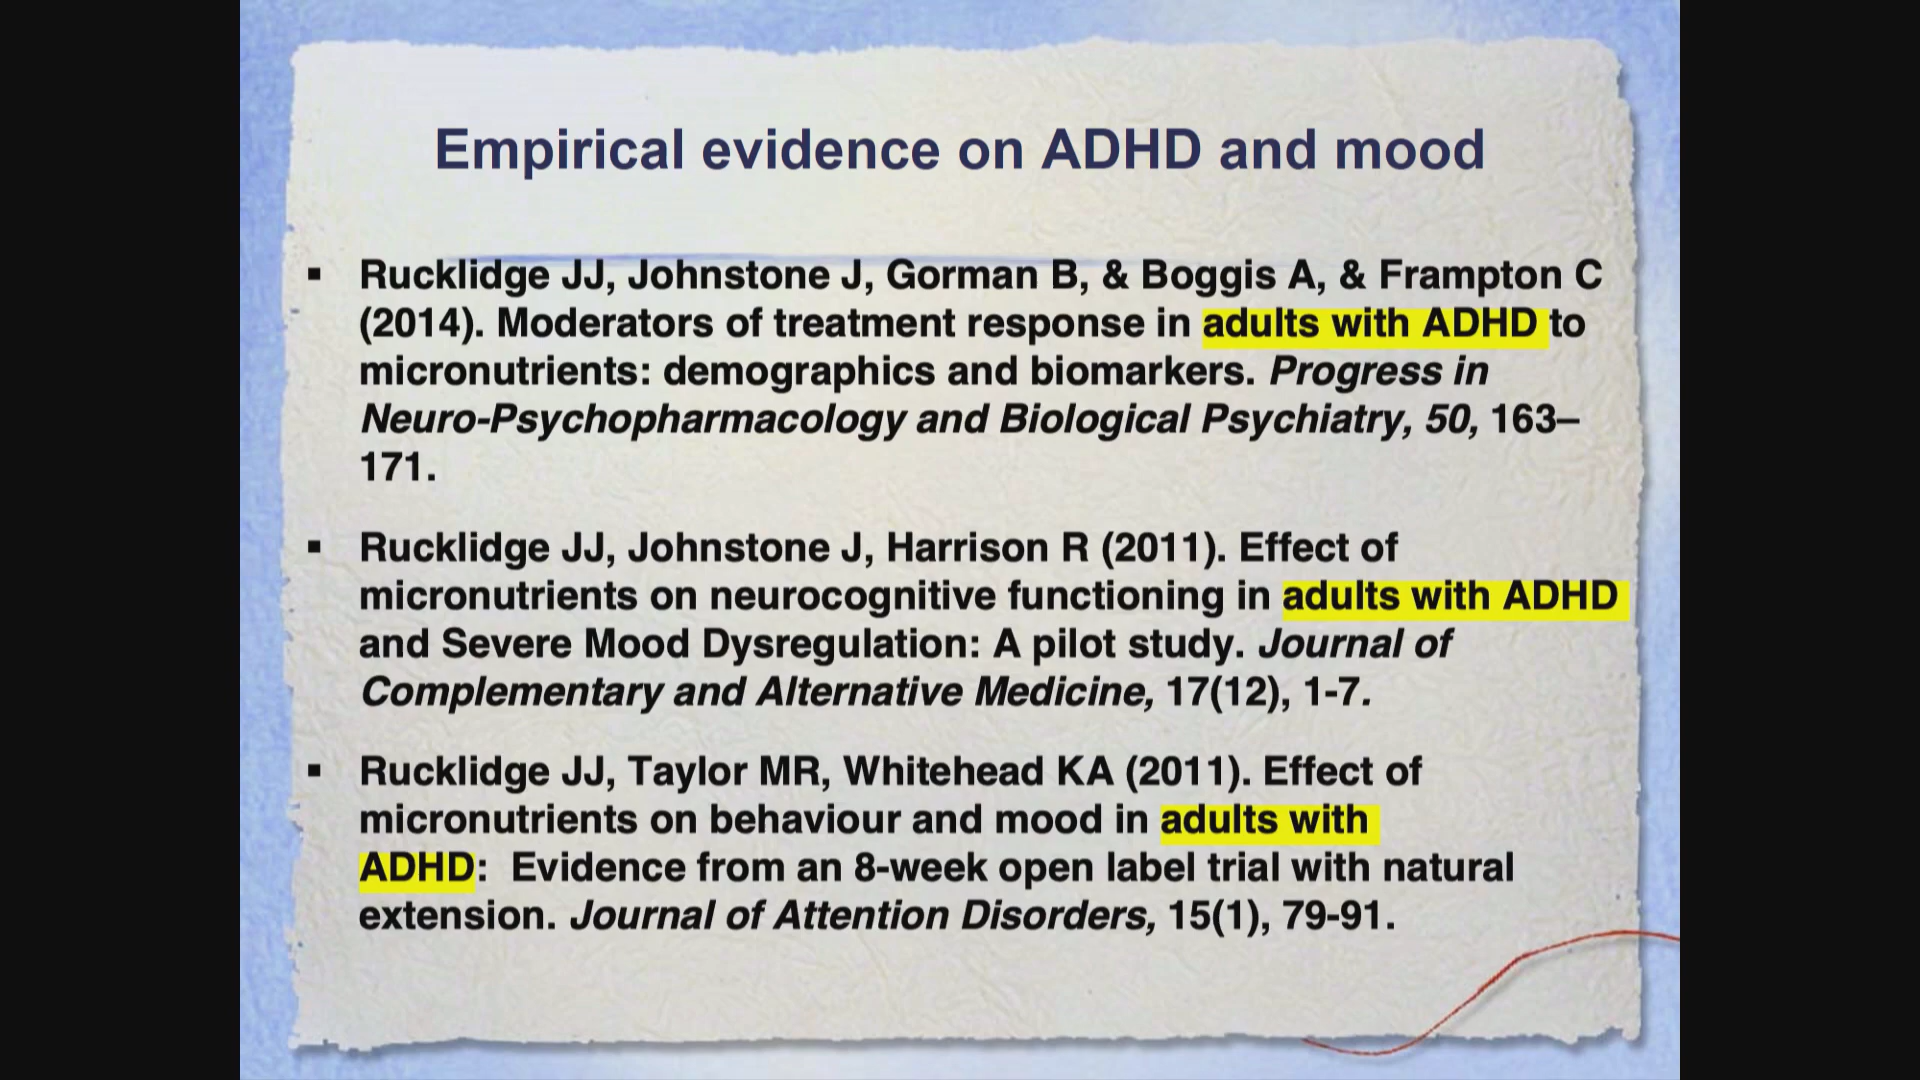 Empirical evidence on ADHD and mood
▪ Rucklidge JJ, Johnstone J, Gorman B, & Boggis A, & Frampton C
(2014). Moderators of treatment response in adults with ADHD to
micronutrients: demographics and biomarkers. Progress in
Neuro-Psychopharmacology and Biological Psychiatry, 50, 163–
171.
▪ Rucklidge JJ, Johnstone J, Harrison R (2011). Effect of
micronutrients on neurocognitive functioning in adults with ADHD
and Severe Mood Dysregulation: A pilot study. Journal of
Complementary and Alternative Medicine, 17(12), 1-7.
▪ Rucklidge JJ, Taylor MR, Whitehead KA (2011). Effect of
micronutrients on behaviour and mood in adults with
ADHD:  Evidence from an 8-week open label trial with natural
extension. Journal of Attention Disorders, 15(1), 79-91.